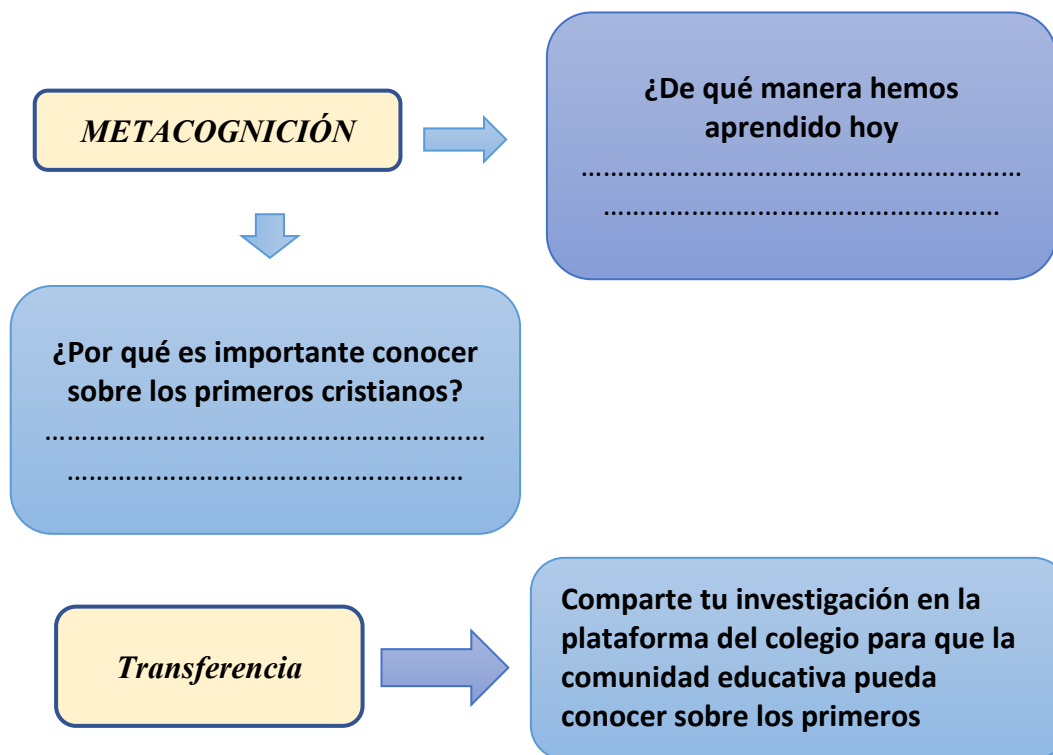 METACOGNICIÓN
¿De qué manera hemos
aprendido hoy
……………………………………………………
………………………………………………
¿Por qué es importante conocer
sobre los primeros cristianos?
……………………………………………………
………………………………………………
Transferencia
Comparte tu investigación en la
plataforma del colegio para que la
comunidad educativa pueda
conocer sobre los primeros